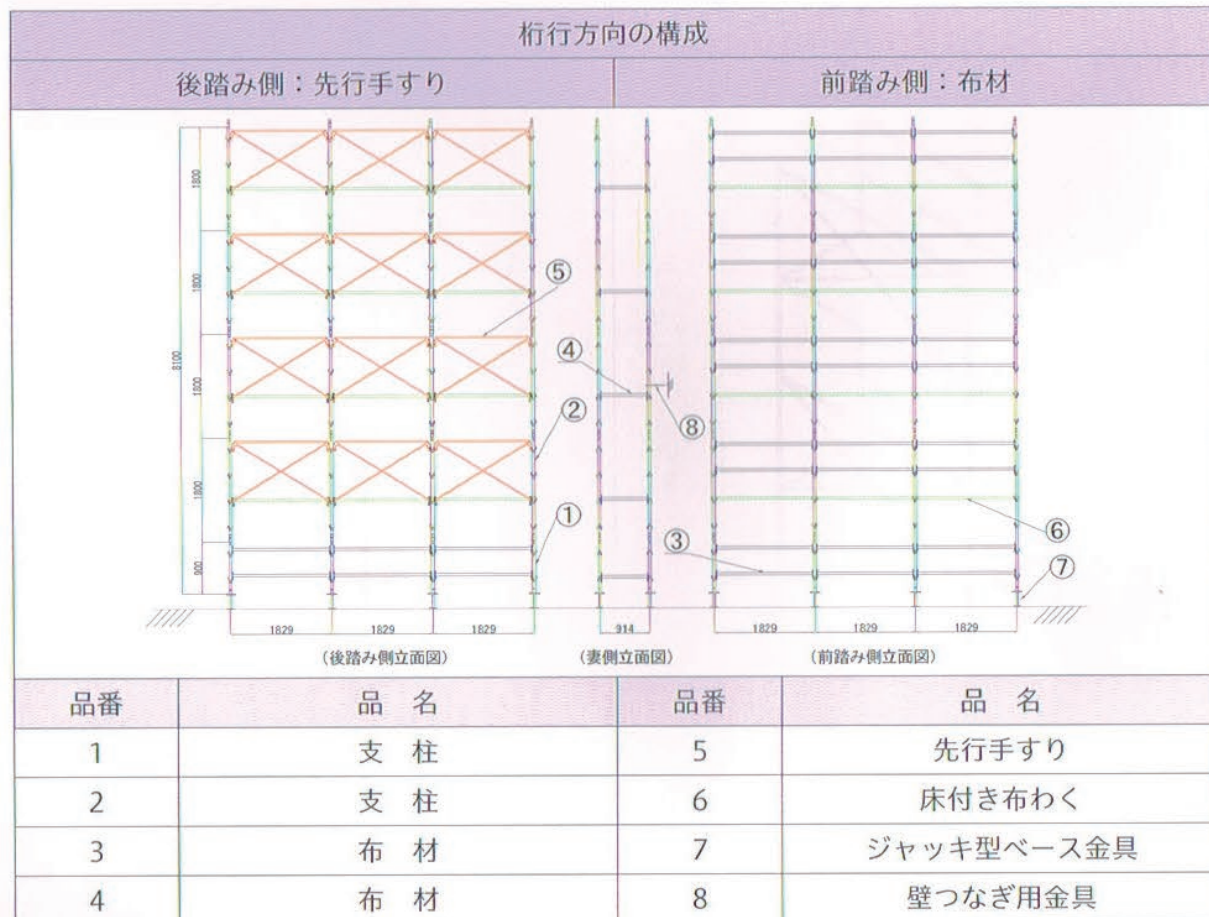 桁行方向の構成
後踏み側：先行手すり 前踏み側：布材
1800
1800
8100
1800
1800
900
⑤
④
②
⑧
①
③
⑥
⑦
1829 1829 1829 914 1829 1829 1829
(後踏み側立面図) (妻側立面図) (前踏み側立面図)
品番 品 名 品番 品 名
1 支 柱 5 先行手すり
2 支 柱 6 床付き布わく
3 布 材 7 ジャッキ型ベース金具
4 布 材 8 壁つなぎ用金具